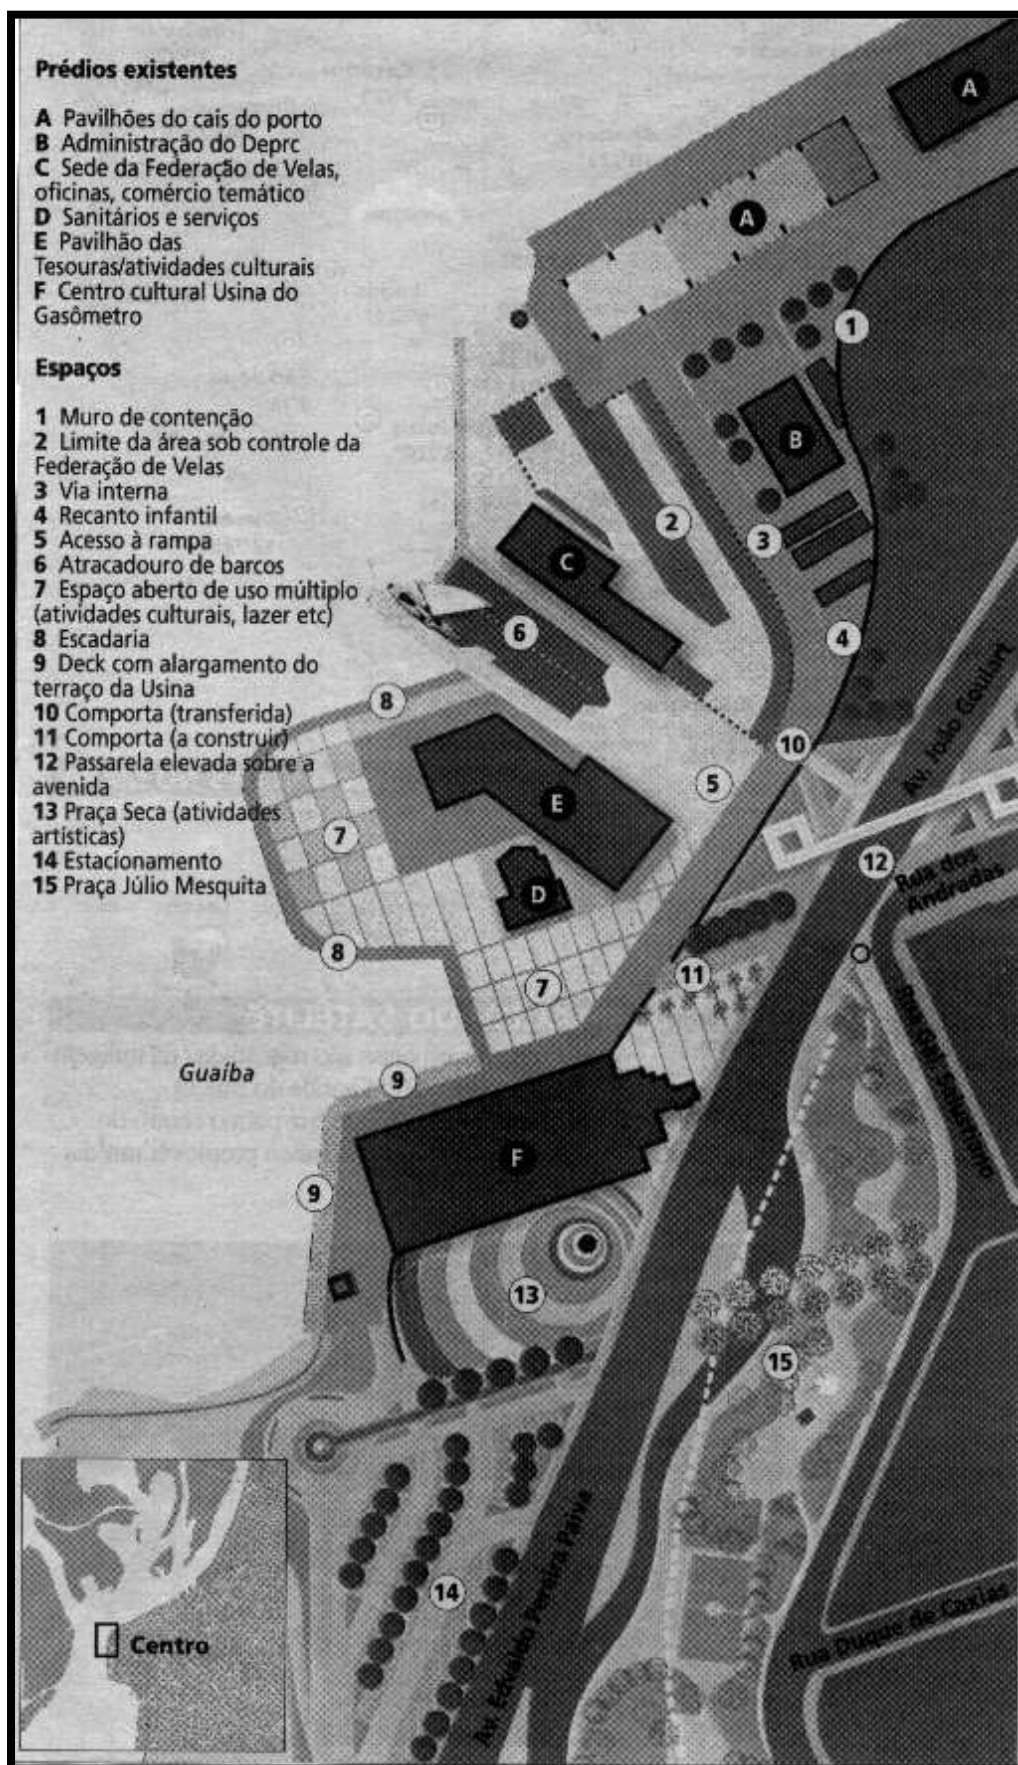 Prédios existentes
A Pavilhões do cais do porto
B Administração do Deprc
C Sede da Federação de Velas,
oficinas, comércio temático
D Sanitários e serviços
E Pavilhão das
Tesouras/atividades culturais
F Centro cultural Usina do
Gasômetro
Espaços
1 Muro de contenção
2 Limite da área sob controle da
Federação de Velas
3 Via interna
4 Recanto infantil
5 Acesso à rampa
6 Atracadouro de barcos
7 Espaço aberto de uso múltiplo
(atividades culturais, lazer etc)
8 Escadaria
9 Deck com alargamento do
terraço da Usina
10 Comporta (transferida)
11 Comporta (a construir)
12 Passarela elevada sobre a
avenida
13 Praça Seca (atividades
artísticas)
14 Estacionamento
15 Praça Júlio Mesquita
A
A
1
B
2
3
C
6
4
8
10
5
Av. João Goulart
E
7
12
Rua dos
Andradas
D
8
11
7
Guaíba
9
F
9
13
15
14
Centro
Av. Edvaldo Pereira Paiva
Rua Duque de Caxias